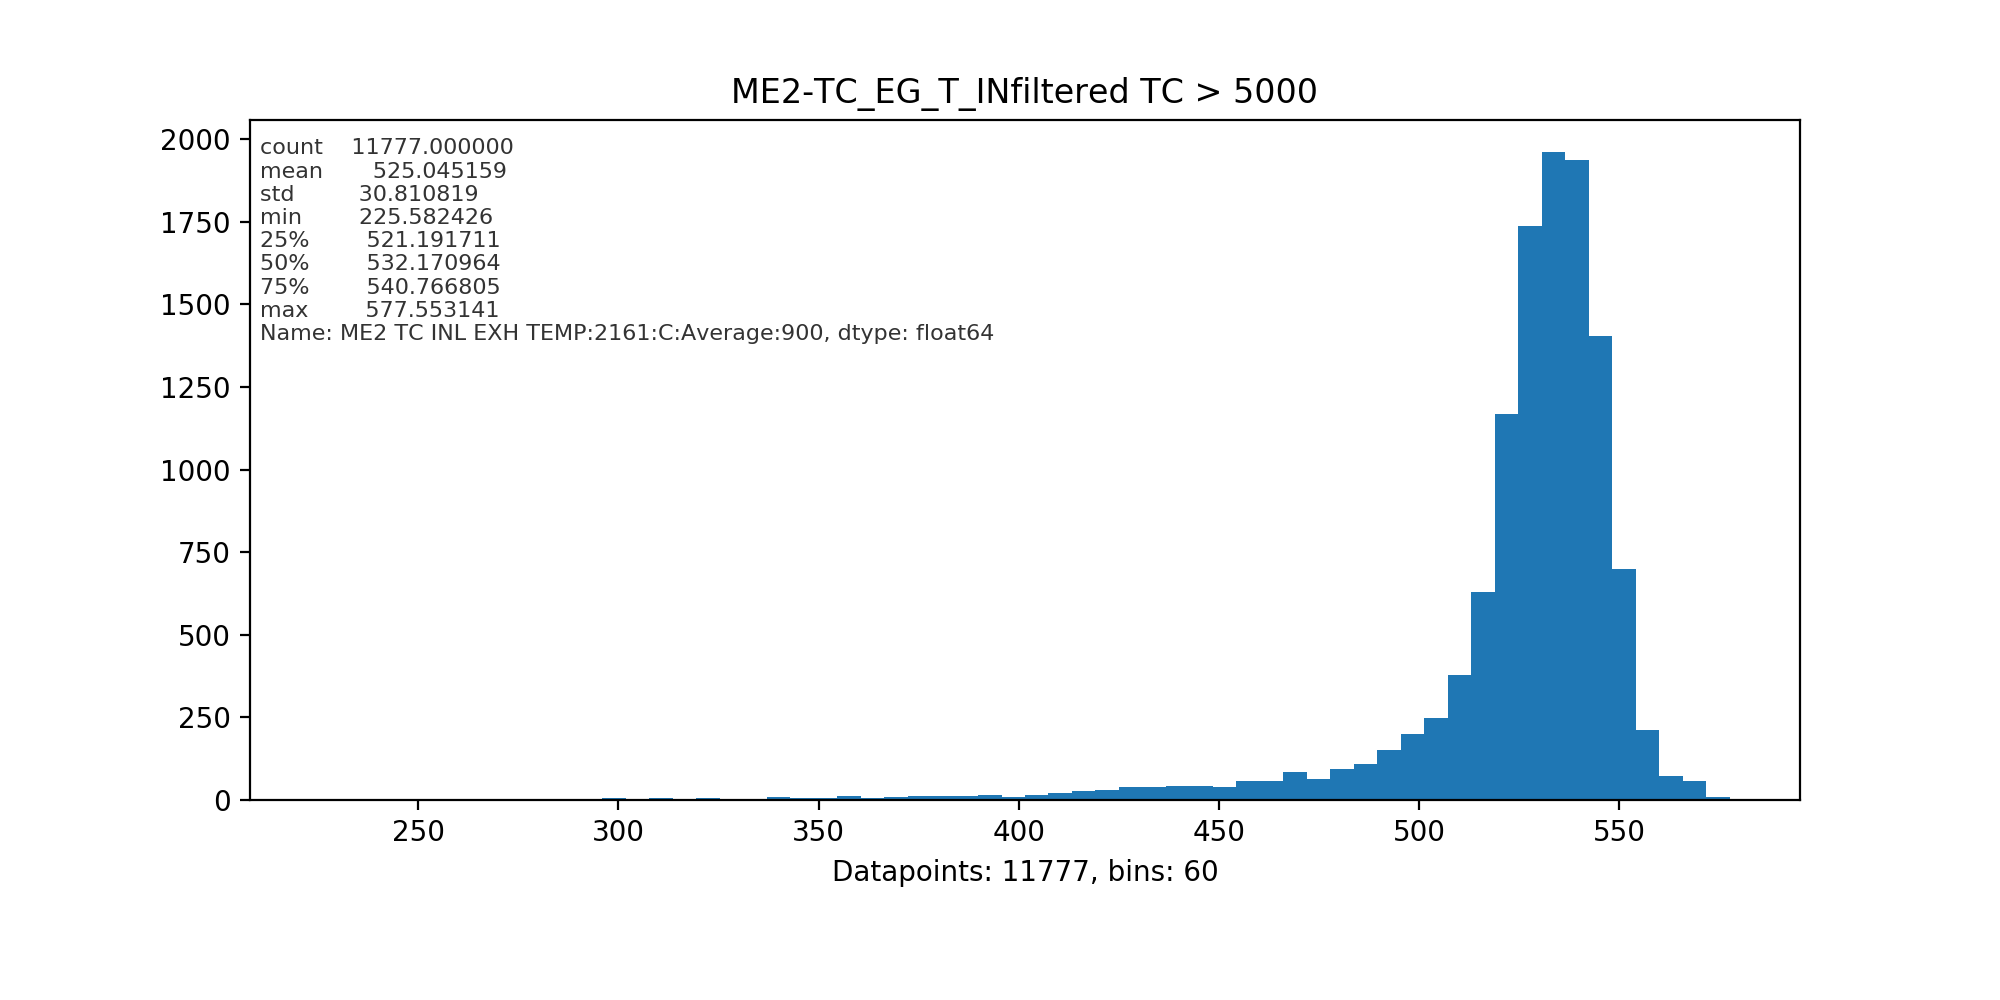 ME2-TC_EG_T_INfiltered TC > 5000
2000
1750
1500
1250
1000
750
500
250
0
count 11777.000000
mean 525.045159
std 30.810819
min 225.582426
25% 521.191711
50% 532.170964
75% 540.766805
max 577.553141
Name: ME2 TC INL EXH TEMP:2161:C:Average:900, dtype: float64
250 300 350 400 450 500 550
Datapoints: 11777, bins: 60